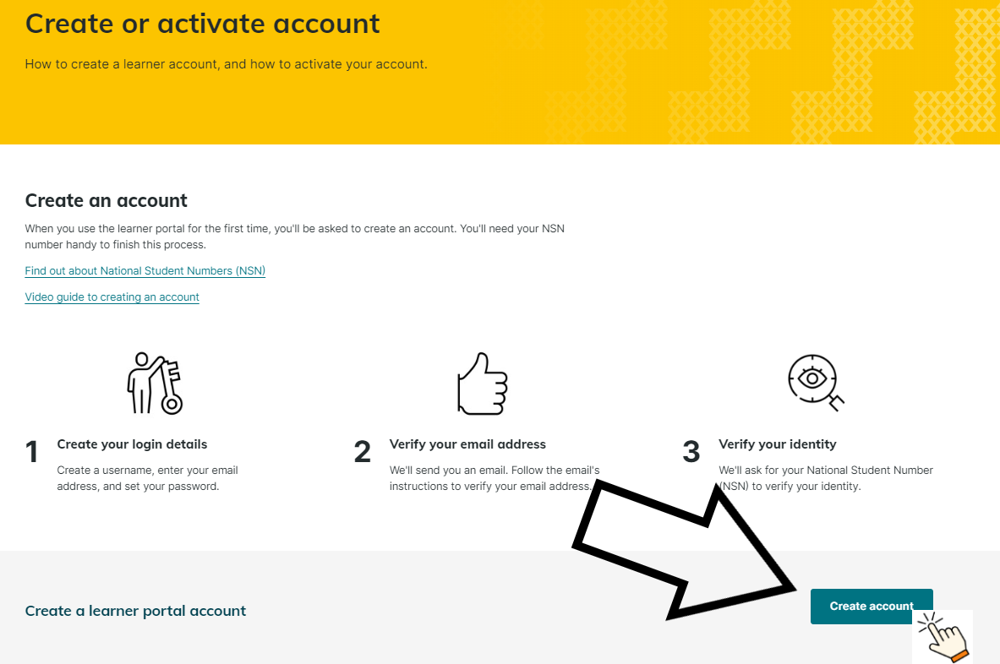 Create or activate account
How to create a learner account, and how to activate your account.
Create an account
When you use the learner portal for the first time, you'll be asked to create an account. You'll need your NSN
number handy to finish this process.
Find out about National Student Numbers (NSN)
Video guide to creating an account
1
Create your login details
Create a username, enter your email
address, and set your password.
2
Verify your email address
We'll send you an email. Follow the email's
instructions to verify your email address.
3
Verify your identity
We'll ask for your National Student Number
(NSN) to verify your identity.
Create a learner portal account
Create account